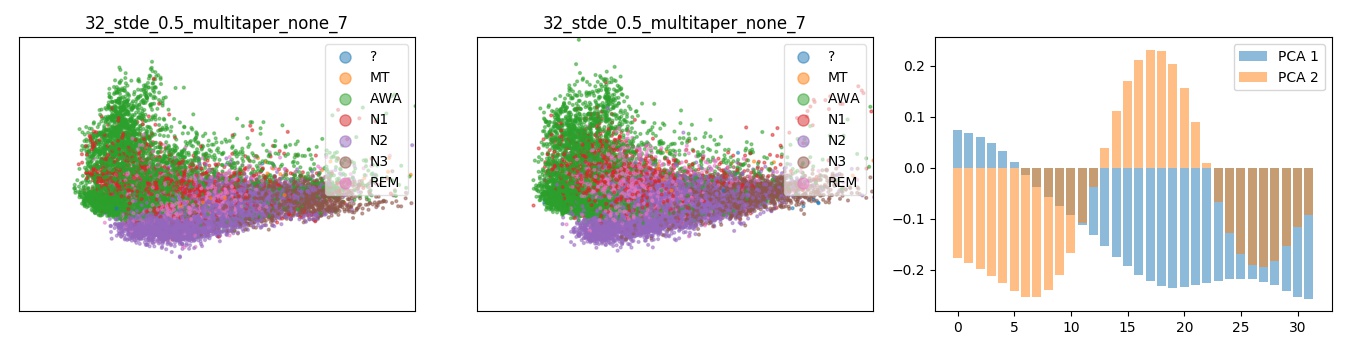 32_stde_0.5_multitaper_none_7
?
MT
AWA
N1
N2
N3
REM
32_stde_0.5_multitaper_none_7
?
MT
AWA
N1
N2
N3
REM
PCA 1
PCA 2
0.2
0.1
0.0
−0.1
−0.2
0 5 10 15 20 25 30